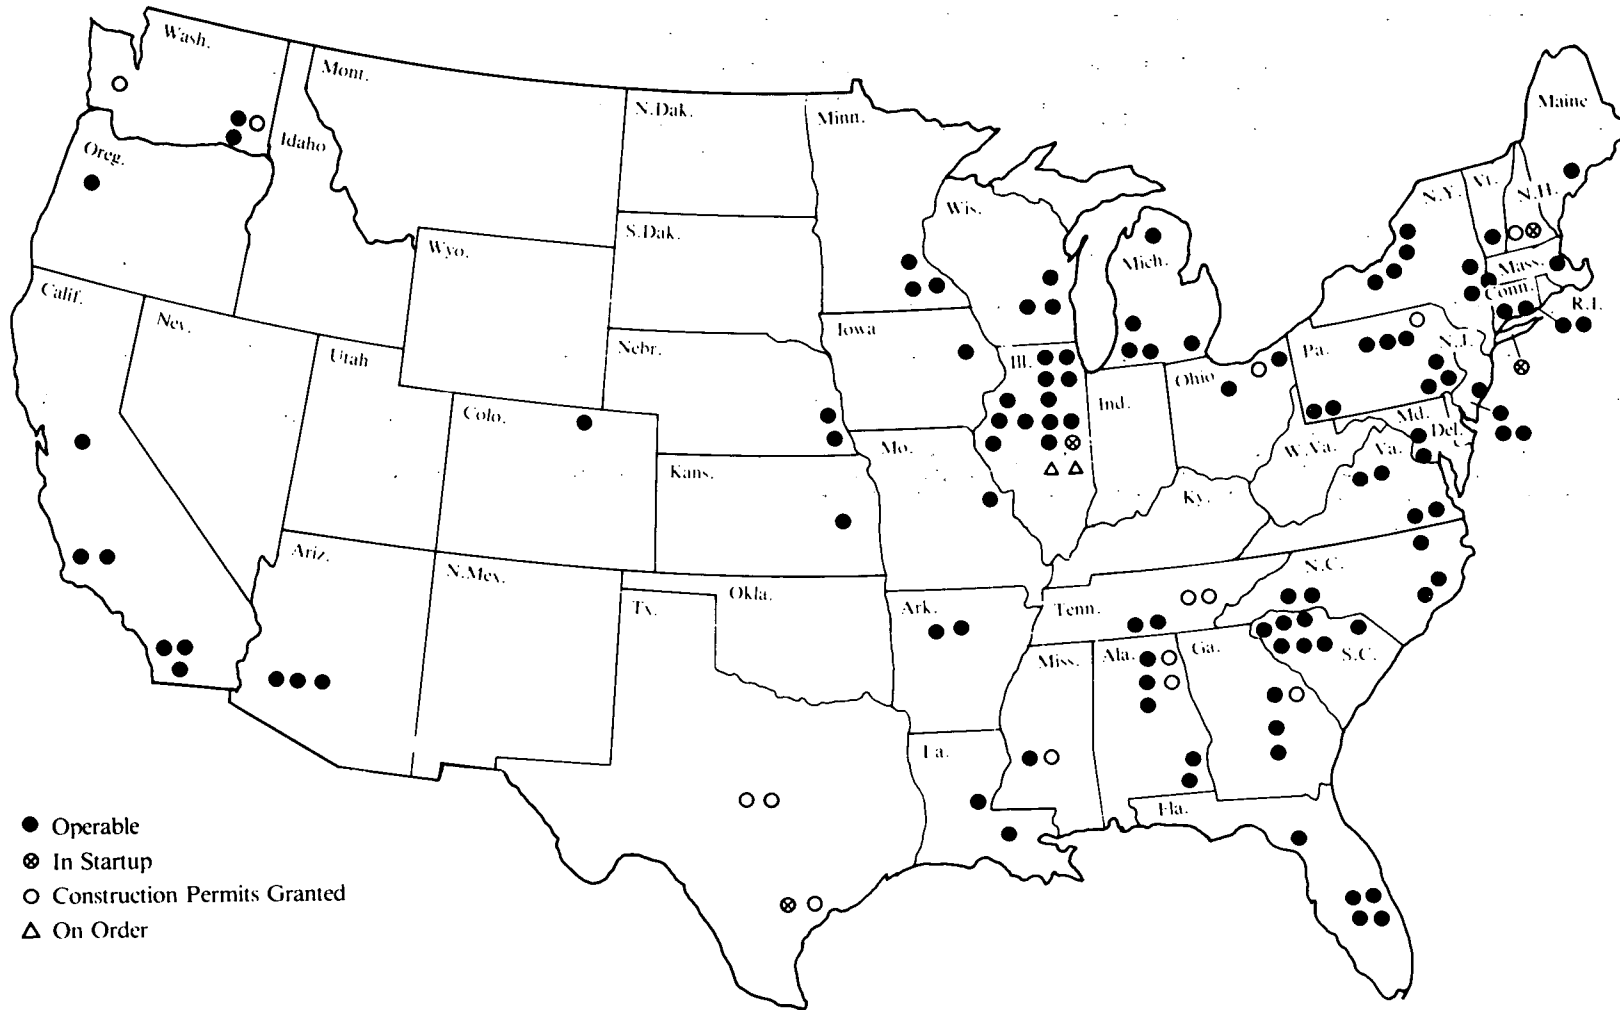 Wash.
Mont.
N.Dak.
Minn.
Maine
Idaho
Oreg.
N.Y.
Vt.
N.H.
Wis.
S.Dak.
Wyo.
Mich.
Mass.
Calif.
Conn.
R.I.
Nev.
Iowa
Utah
Nebr.
Ill.
Pa.
N.J.
Ohio
Colo.
Ind.
Md.
Del.
Mo.
W.Va.
Va.
Kans.
Ky.
Ariz.
N.Mex.
N.C.
Okla.
Tx.
Ark.
Tenn.
Miss.
Ala.
Ga.
S.C.
La.
Fla.
Operable
In Startup
Construction Permits Granted
On Order